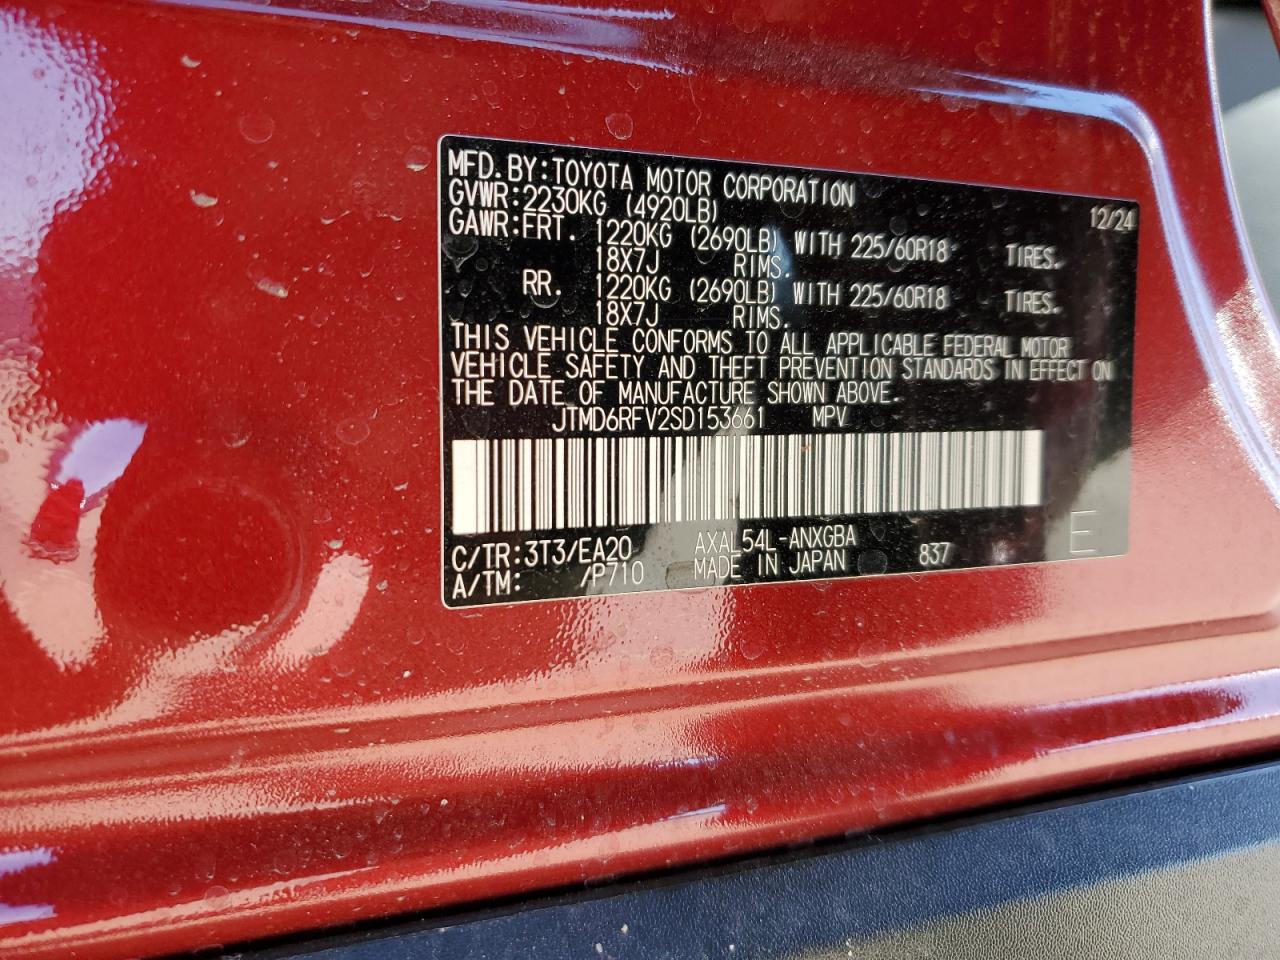 MFD. BY: TOYOTA MOTOR CORPORATION 12/24
GVWR: 2230KG (4920LB)
GAWR: FRT. 1220KG (2690LB) WITH 225/60R18 TIRES.
18X7J RIMS.
RR. 1220KG (2690LB) WITH 225/60R18 TIRES.
18X7J RIMS.
THIS VEHICLE CONFORMS TO ALL APPLICABLE FEDERAL MOTOR
VEHICLE SAFETY AND THEFT PREVENTION STANDARDS IN EFFECT ON
THE DATE OF MANUFACTURE SHOWN ABOVE.
JTMD6RFV2SD153661 MPV
C/TR: 3T3/EA20 AXAL54L-ANXGBA 837 E
A/TM: /P710 MADE IN JAPAN